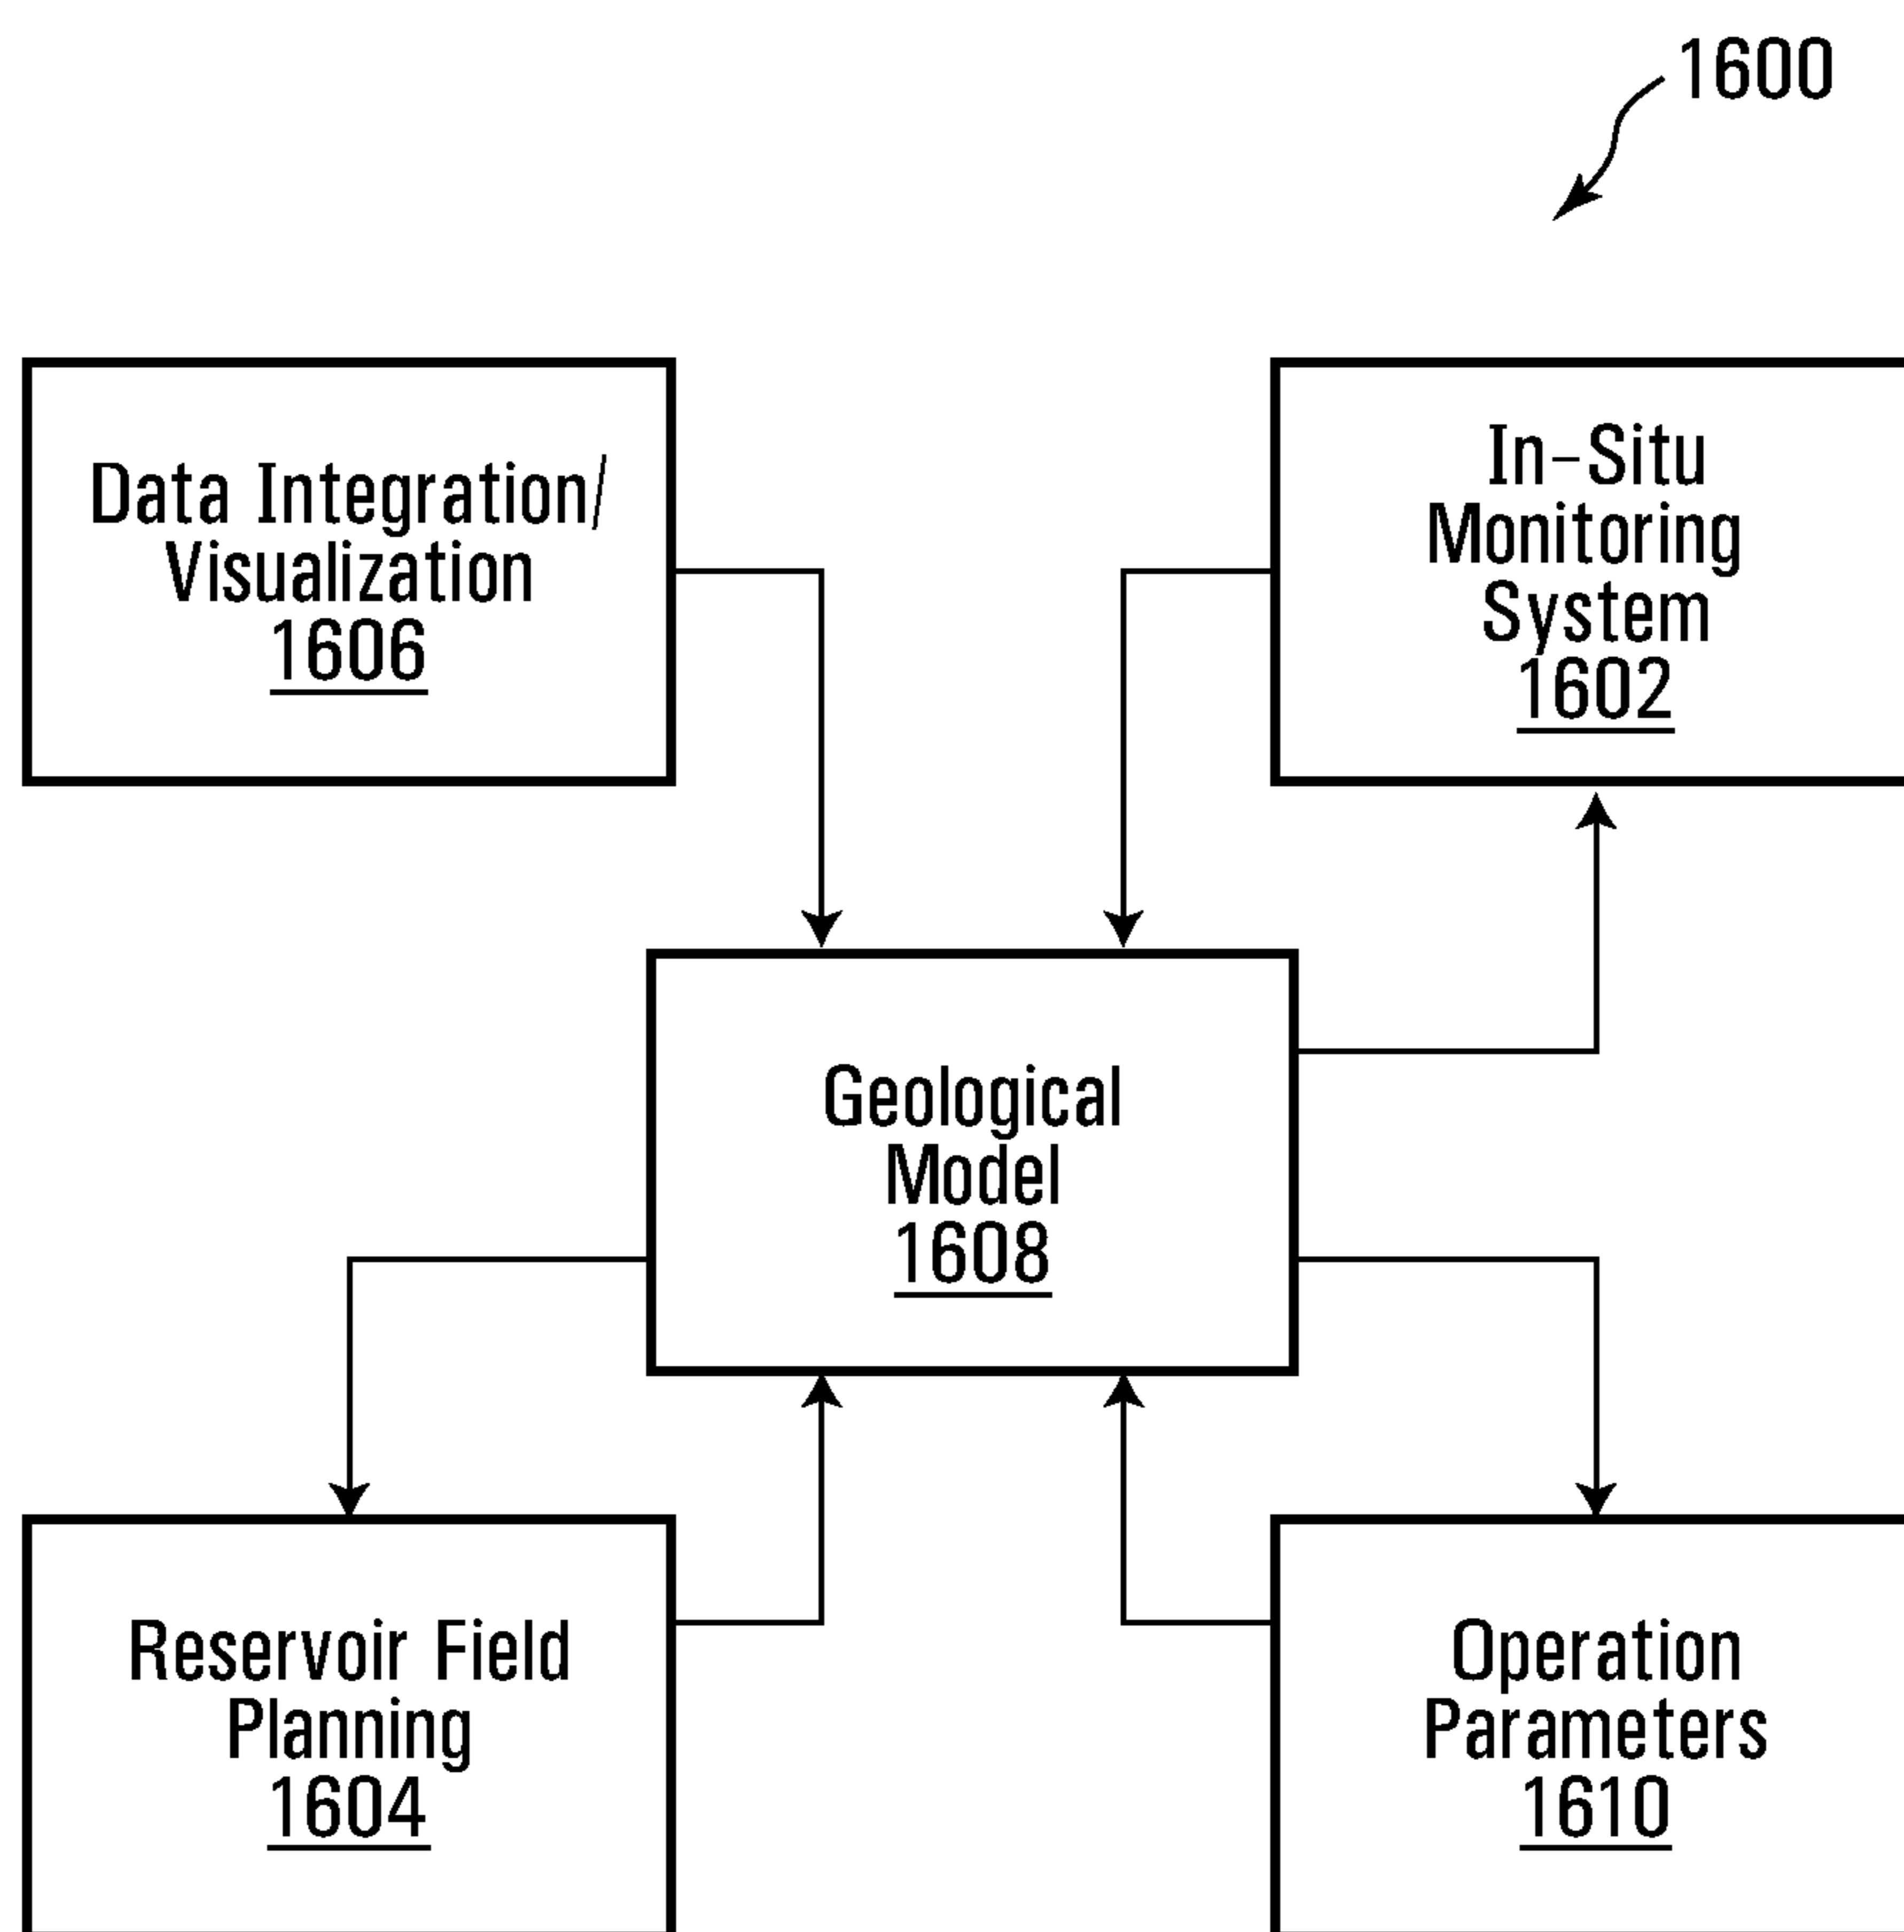 1600
Data Integration/
Visualization
1606
In-Situ
Monitoring
System
1602
Geological
Model
1608
Reservoir Field
Planning
1604
Operation
Parameters
1610